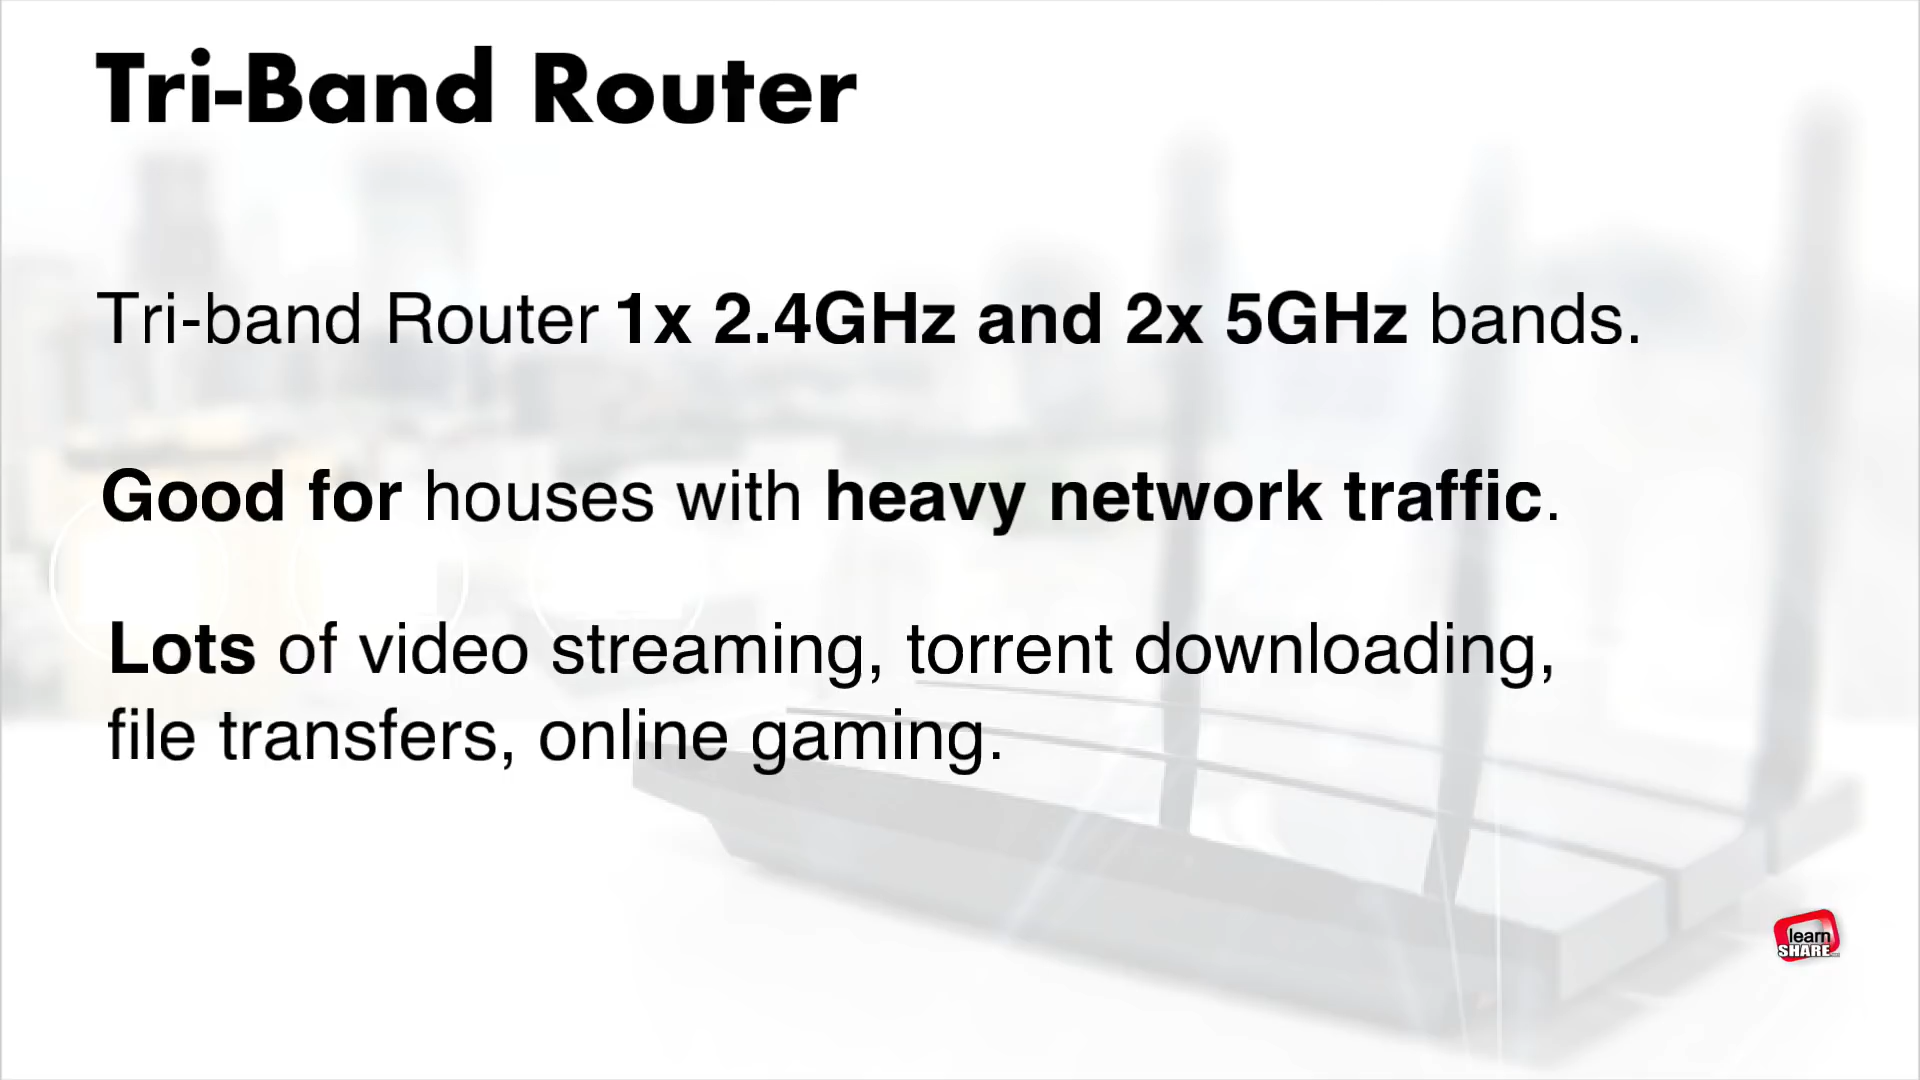 Tri-Band Router
Tri-band Router 1x 2.4GHz and 2x 5GHz bands.
Good for houses with heavy network traffic.
Lots of video streaming, torrent downloading,
file transfers, online gaming.
learn
SHARE